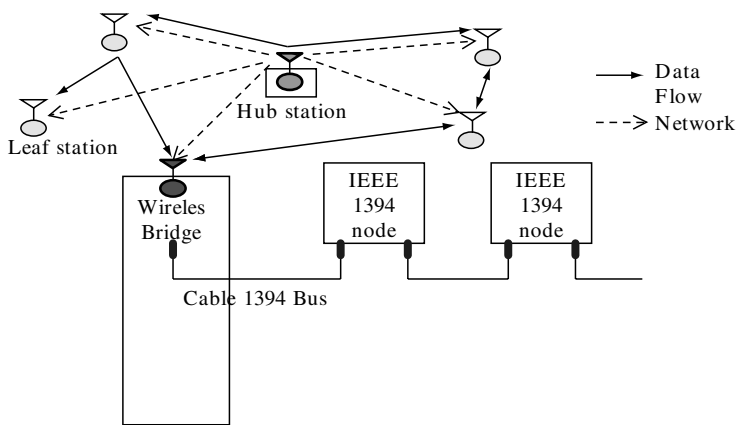 Hub station
Leaf station
Data
Flow
Network
Wireles
Bridge
IEEE
1394
node
IEEE
1394
node
Cable 1394 Bus